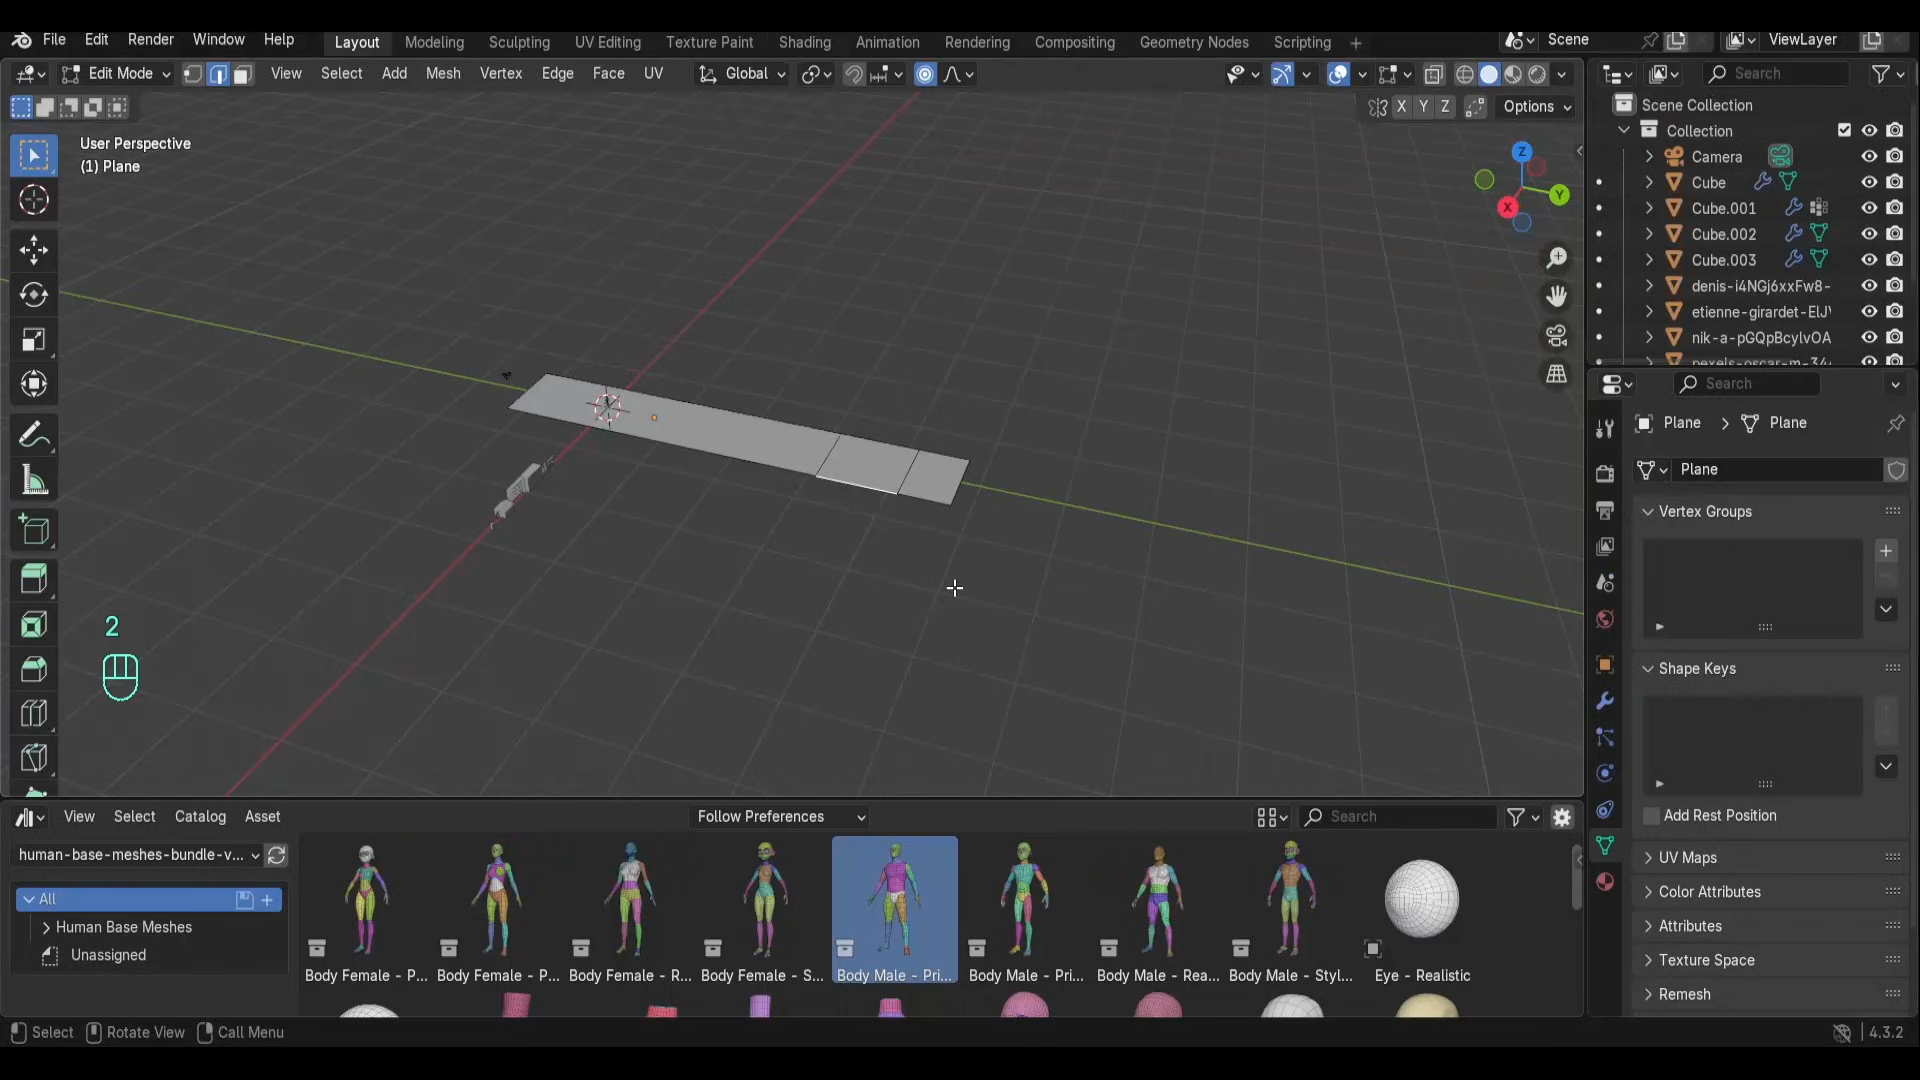 File Edit Render Window Help Layout Modeling Sculpting UV Editing Texture Paint Shading Animation Rendering Compositing Geometry Nodes Scripting Scene ViewLayer
Edit Mode View Select Add Mesh Vertex Edge Face UV Global
Search
X Y Z Options
User Perspective
(1) Plane
Z
Y
X
2
Scene Collection
Collection
Camera
Cube
Cube.001
Cube.002
Cube.003
denis-i4NGj6xxFw8-
etienne-girardet-ElJ
nik-a-pGQpBcylvOA
pexels-oscar-m-34
Search
Plane Plane
Plane
Vertex Groups
Shape Keys
Add Rest Position
UV Maps
Color Attributes
Attributes
Texture Space
Remesh
View Select Catalog Asset Follow Preferences Search
human-base-meshes-bundle-v...
All
Human Base Meshes
Unassigned
Body Female - P... Body Female - P... Body Female - R... Body Female - S... Body Male - Pri... Body Male - Pri... Body Male - Rea... Body Male - Styl... Eye - Realistic
Select Rotate View Call Menu 4.3.2